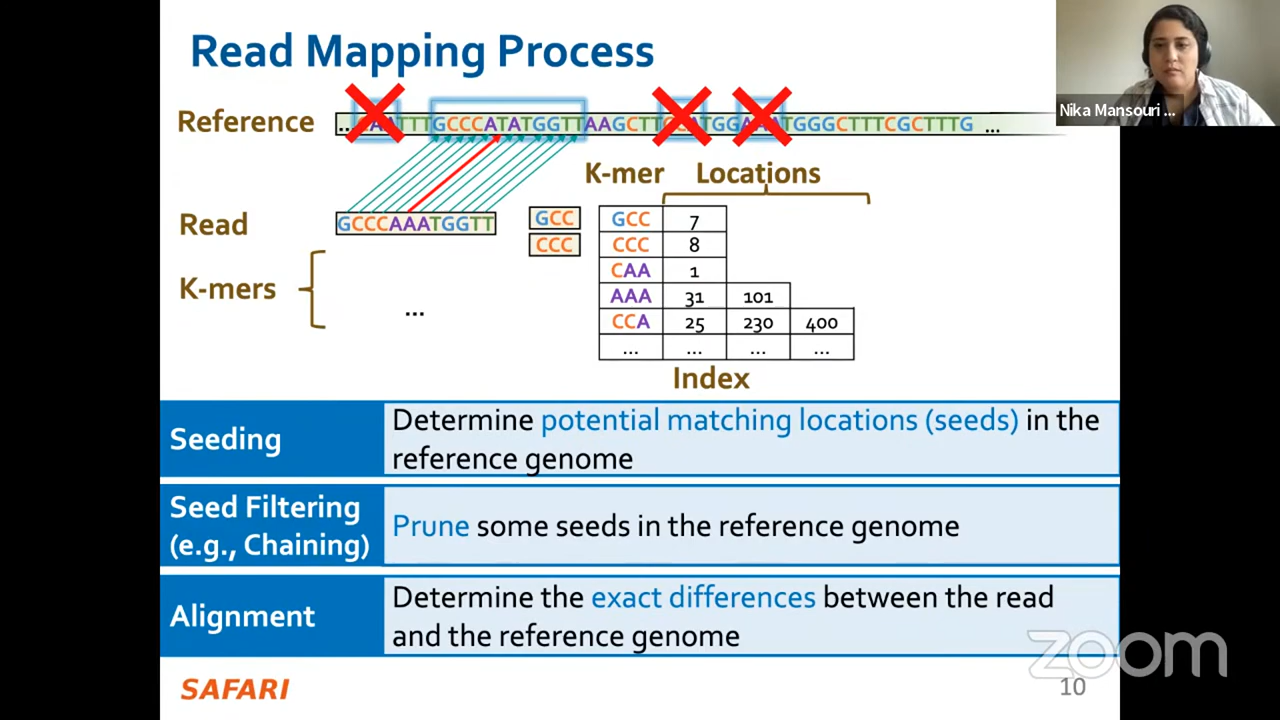 Read Mapping Process
Nika Mansouri ...
Reference
TTTGCCCATATGGTTAAGCTT
TGG
TGGGCTTTCGCTTTG ...
K-mer Locations
Read
GCCCAAATGGTT
GCC
CCC
K-mers
...
GCC 7
CCC 8
CAA 1
AAA 31 101
CCA 25 230 400
... ... ... ...
Index
Seeding
Determine potential matching locations (seeds) in the
reference genome
Seed Filtering
(e.g., Chaining)
Prune some seeds in the reference genome
Alignment
Determine the exact differences between the read
and the reference genome
zoom
SAFARI
10